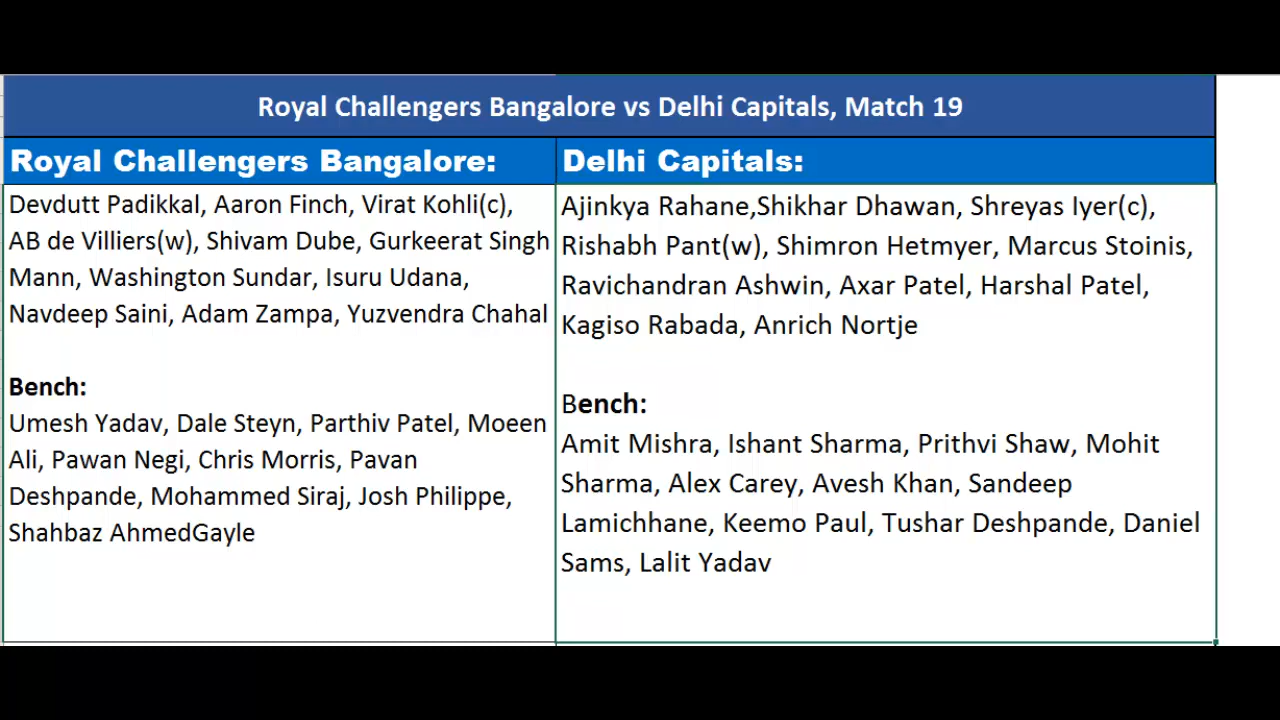 Royal Challengers Bangalore vs Delhi Capitals, Match 19
Royal Challengers Bangalore:
Devdutt Padikkal, Aaron Finch, Virat Kohli(c),
AB de Villiers(w), Shivam Dube, Gurkeerat Singh
Mann, Washington Sundar, Isuru Udana,
Navdeep Saini, Adam Zampa, Yuzvendra Chahal
Bench:
Umesh Yadav, Dale Steyn, Parthiv Patel, Moeen
Ali, Pawan Negi, Chris Morris, Pavan
Deshpande, Mohammed Siraj, Josh Philippe,
Shahbaz AhmedGayle
Delhi Capitals:
Ajinkya Rahane,Shikhar Dhawan, Shreyas Iyer(c),
Rishabh Pant(w), Shimron Hetmyer, Marcus Stoinis,
Ravichandran Ashwin, Axar Patel, Harshal Patel,
Kagiso Rabada, Anrich Nortje
Bench:
Amit Mishra, Ishant Sharma, Prithvi Shaw, Mohit
Sharma, Alex Carey, Avesh Khan, Sandeep
Lamichhane, Keemo Paul, Tushar Deshpande, Daniel
Sams, Lalit Yadav